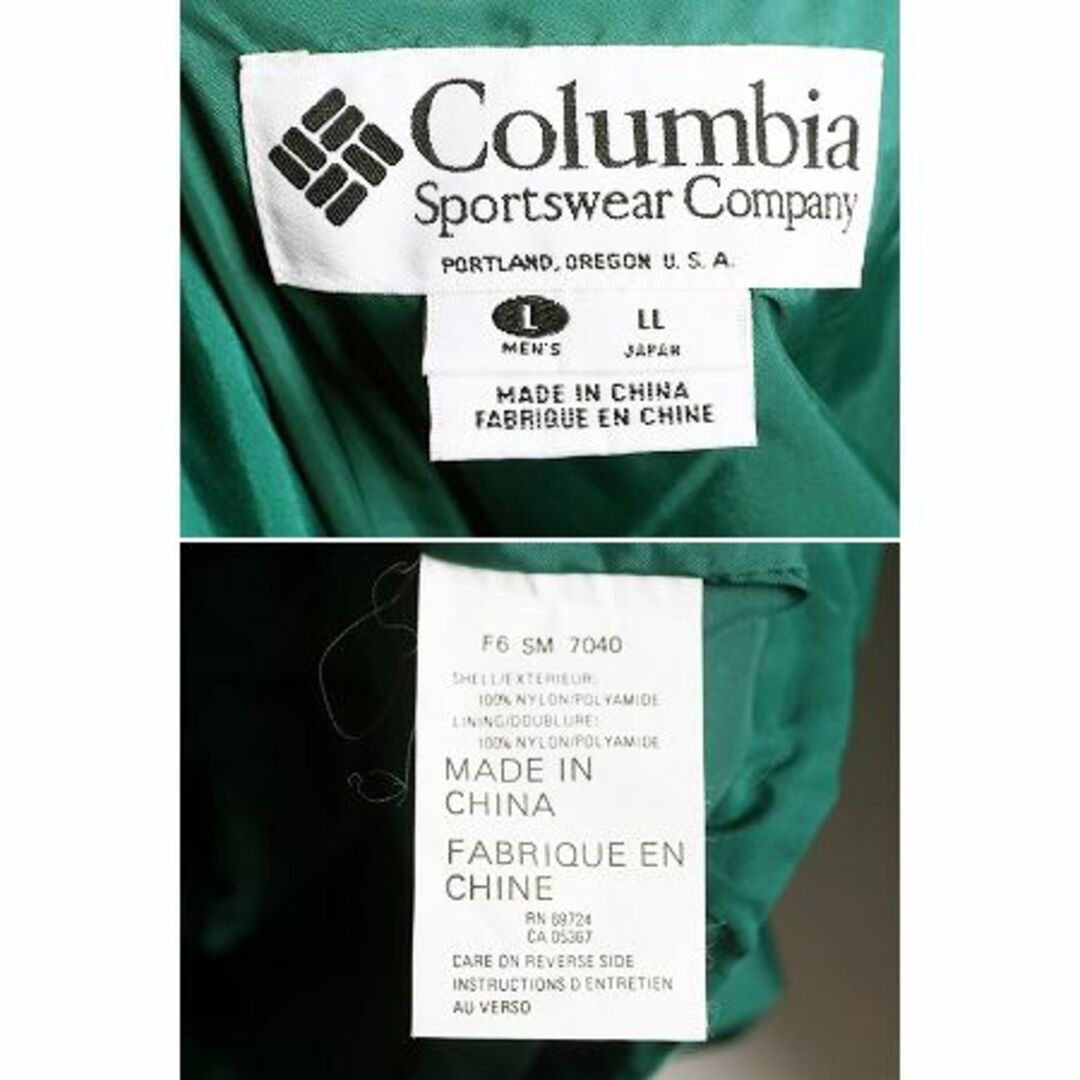 Columbia
Sportswear Company
PORTLAND, OREGON U.S.A.
L LL
MEN'S JAPAN
MADE IN CHINA
FABRIQUE EN CHINE
F6 SM 7040
SHELL/EXTERIEUR:
100% NYLON/POLYAMIDE
LINING/DOUBLURE:
100% NYLON/POLYAMIDE
MADE IN
CHINA
FABRIQUE EN
CHINE
RN 69724
CA 05367
CARE ON REVERSE SIDE
INSTRUCTIONS D ENTRETIEN
AU VERSO